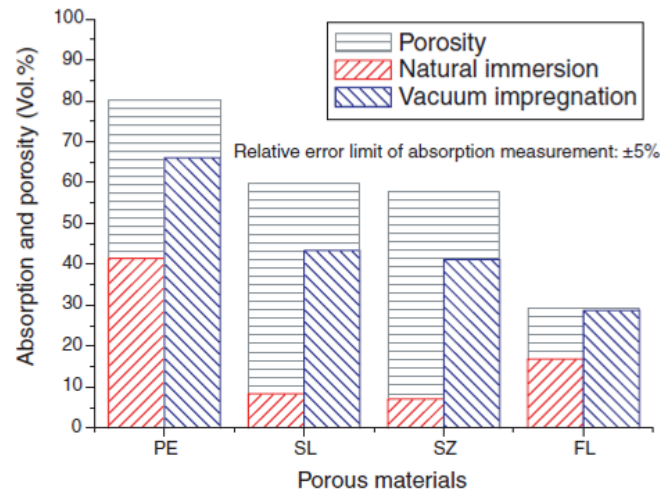 Absorption and porosity (Vol.%)
100
90
80
70
60
50
40
30
20
10
0
Porosity
Natural immersion
Vacuum impregnation
Relative error limit of absorption measurement: ±5%
PE SL SZ FL
Porous materials